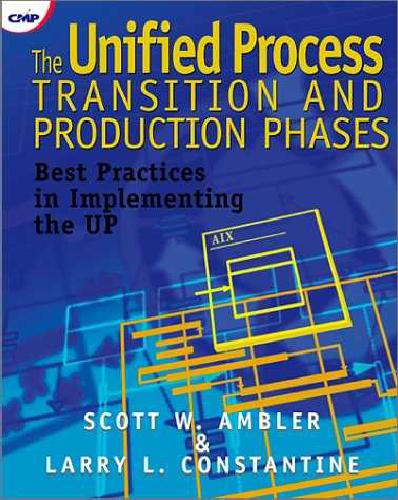 CMP
The Unified Process
TRANSITION AND
PRODUCTION PHASES
Best Practices
in Implementing
the UP
AIX
SCOTT W. AMBLER
&
LARRY L. CONSTANTINE